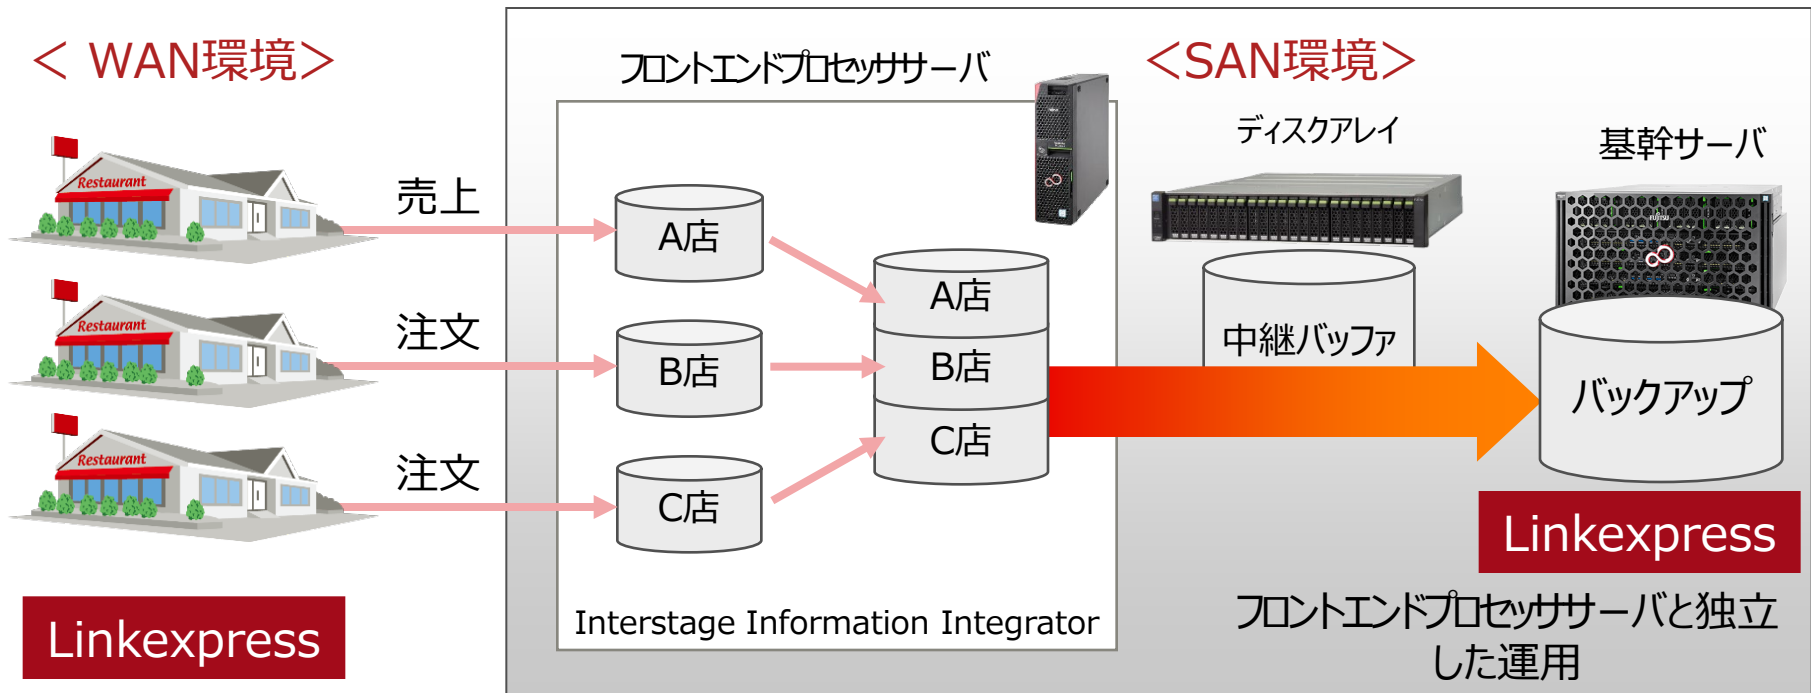 ＜ WAN環境＞
フロントエンドプロセッササーバ
＜SAN環境＞
ディスクアレイ
基幹サーバ
Restaurant
売上
A店
A店
FUJITSU
Restaurant
注文
B店
B店
中継バッファ
バックアップ
Restaurant
注文
C店
C店
Linkexpress
Interstage Information Integrator
Linkexpress
フロントエンドプロセッササーバと独立
した運用